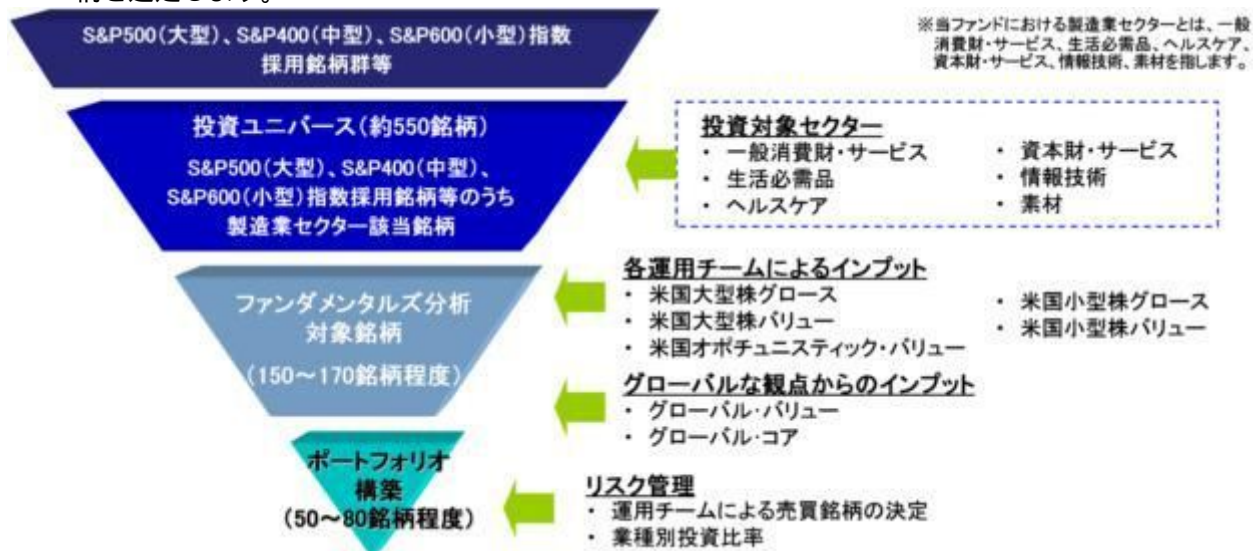 柄を選定します。
S&P500(大型)、S&P400(中型)、S&P600(小型)指数
採用銘柄群等
※当ファンドにおける製造業セクターとは、一般
消費財・サービス、生活必需品、ヘルスケア、
資本財・サービス、情報技術、素材を指します。
投資ユニバース(約550銘柄)
S&P500(大型)、S&P400(中型)、
S&P600(小型)指数採用銘柄等のうち
製造業セクター該当銘柄
投資対象セクター
・ 一般消費財・サービス
・ 生活必需品
・ ヘルスケア
・ 資本財・サービス
・ 情報技術
・ 素材
ファンダメンタルズ分析
対象銘柄
(150～170銘柄程度)
各運用チームによるインプット
・ 米国大型株グロース
・ 米国大型株バリュー
・ 米国オポチュニスティック・バリュー
・ 米国小型株グロース
・ 米国小型株バリュー
グローバルな観点からのインプット
・ グローバル・バリュー
・ グローバル・コア
ポートフォリオ
構築
(50～80銘柄程度)
リスク管理
・ 運用チームによる売買銘柄の決定
・ 業種別投資比率